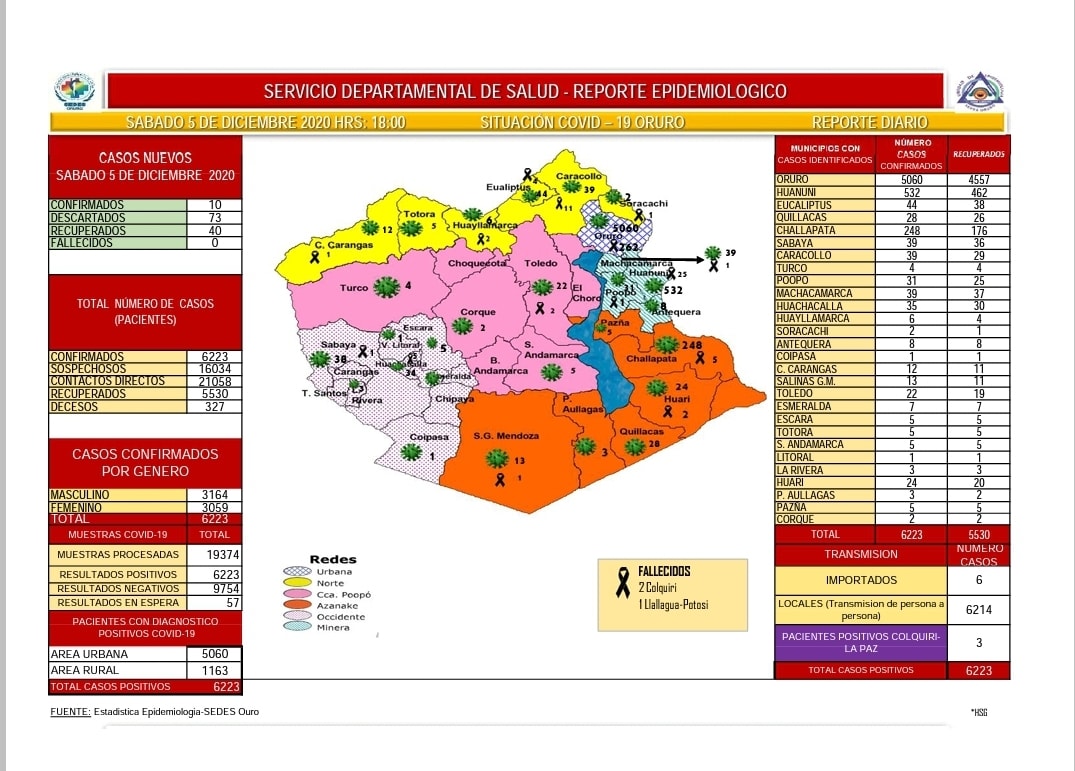 SERVICIO DEPARTAMENTAL DE SALUD - REPORTE EPIDEMIOLOGICO
SABADO 5 DE DICIEMBRE 2020 HRS: 18:00 SITUACIÓN COVID – 19 ORURO REPORTE DIARIO
CASOS NUEVOS
SABADO 5 DE DICIEMBRE 2020
CONFIRMADOS 10
DESCARTADOS 73
RECUPERADOS 40
FALLECIDOS 0
TOTAL NÚMERO DE CASOS
(PACIENTES)
CONFIRMADOS 6223
SOSPECHOSOS 16034
CONTACTOS DIRECTOS 21058
RECUPERADOS 5530
DECESOS 327
CASOS CONFIRMADOS
POR GENERO
MASCULINO 3164
FEMENINO 3059
TOTAL 6223
MUESTRAS COVID-19 TOTAL
MUESTRAS PROCESADAS 19374
RESULTADOS POSITIVOS 6223
RESULTADOS NEGATIVOS 9754
RESULTADOS EN ESPERA 57
PACIENTES CON DIAGNOSTICO
POSITIVOS COVID-19
AREA URBANA 5060
AREA RURAL 1163
TOTAL CASOS POSITIVOS 6223
Caracollo
39
Eualiptus
4
44
11
2
Soracachi
1
Totora
5
12
Huayllamarca
6
2
C. Carangas
1
5060
Oruro
262
Choquecota
Toledo
22
2
Machacamarca
39
1
Huanuni
25
532
Poopó
31
1
8
Antequera
El
Choro
Turco
4
Corque
2
Pazña
5
Escara
Sabaya
38
1
V. Litoral
1
5
Carangas
34
T. Santos
3
Rivera
Chipaya
S.
Andamarca
5
B.
Andamarca
248
Challapata
5
24
Huari
2
P.
Aullagas
3
Quillacas
28
Coipasa
1
S.G. Mendoza
13
1
Redes
Urbana
Norte
Cca. Poopó
Azanake
Occidente
Minera
FALLECIDOS
2 Colquiri
1 Llallagua-Potosi
MUNICIPIOS CON
CASOS IDENTIFICADOS
NÚMERO
CASOS
CONFIRMADOS
RECUPERADOS
ORURO 5060 4557
HUANUNI 532 462
EUCALIPTUS 44 38
QUILLACAS 28 26
CHALLAPATA 248 176
SABAYA 39 36
CARACOLLO 39 29
TURCO 4 4
POOPO 31 25
MACHACAMARCA 39 37
HUACHACALLA 35 30
HUAYLLAMARCA 6 4
SORACACHI 2 1
ANTEQUERA 8 8
COIPASA 1 1
C. CARANGAS 12 11
SALINAS G.M. 13 11
TOLEDO 22 19
ESMERALDA 7 7
ESCARA 5 5
TOTORA 5 5
S. ANDAMARCA 5 5
LITORAL 1 1
LA RIVERA 3 3
HUARI 24 20
P. AULLAGAS 3 2
PAZÑA 5 5
CORQUE 2 2
TOTAL 6223 5530
TRANSMISION NUMERO CASOS
IMPORTADOS 6
LOCALES (Transmision de persona a
persona) 6214
PACIENTES POSITIVOS COLQUIRI-
LA PAZ 3
TOTAL CASOS POSITIVOS 6223
FUENTE: Estadistica Epidemiologia-SEDES Ouro
*HSG